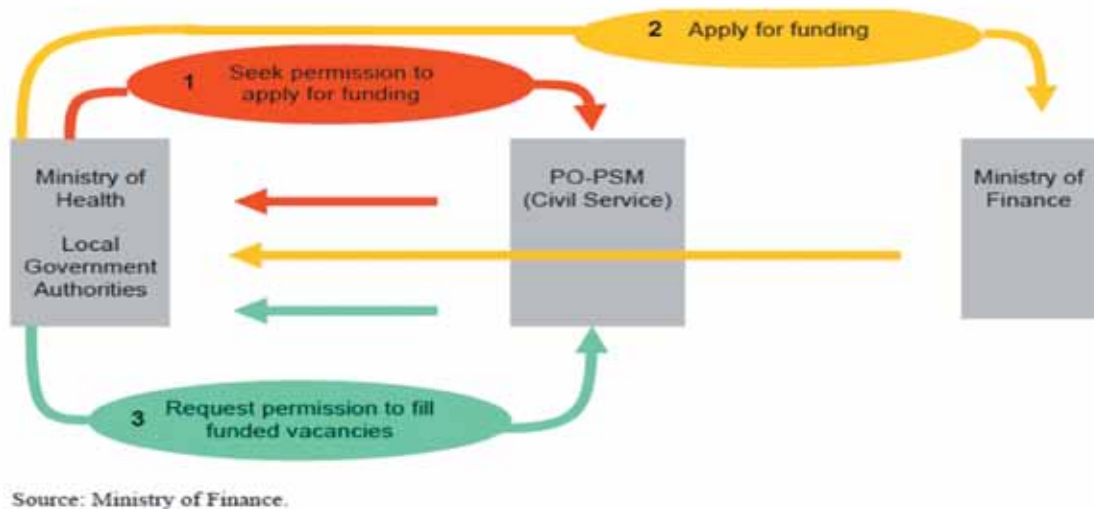 2 Apply for funding
1 Seek permission to
apply for funding
Ministry of
Health
Local
Government
Authorities
PO-PSM
(Civil Service)
Ministry of
Finance
3 Request permission to fill
funded vacancies
Source: Ministry of Finance.